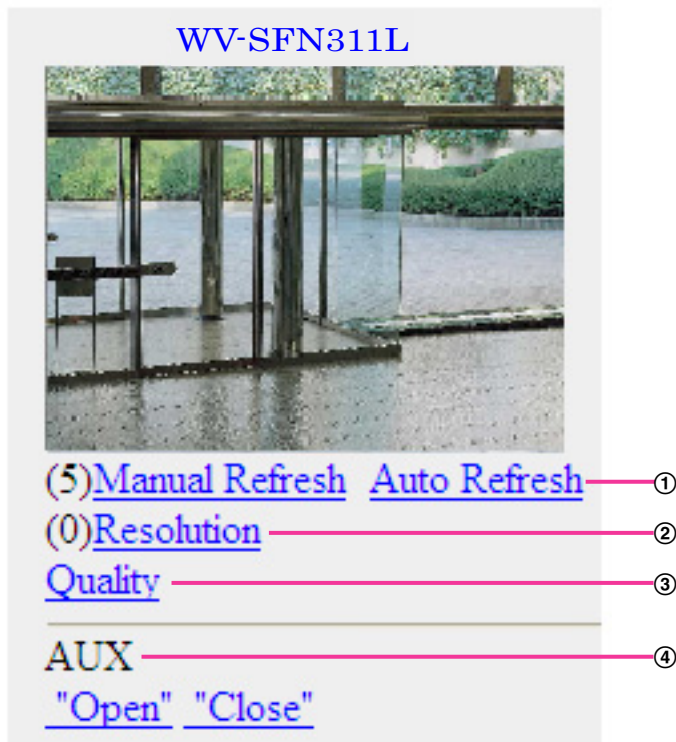 WV-SFN311L
(5)Manual Refresh Auto Refresh ①
(0)Resolution ②
Quality ③
AUX ④
"Open" "Close"